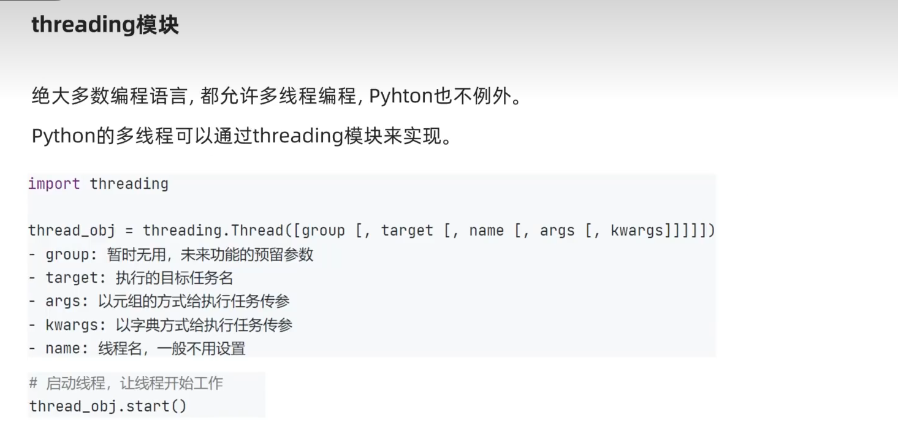 threading模块
绝大多数编程语言, 都允许多线程编程, Pyhton也不例外。
Python的多线程可以通过threading模块来实现。
import threading
thread_obj = threading.Thread([group [, target [, name [, args [, kwargs]]]]])
- group: 暂时无用，未来功能的预留参数
- target: 执行的目标任务名
- args: 以元组的方式给执行任务传参
- kwargs: 以字典方式给执行任务传参
- name: 线程名，一般不用设置
# 启动线程，让线程开始工作
thread_obj.start()